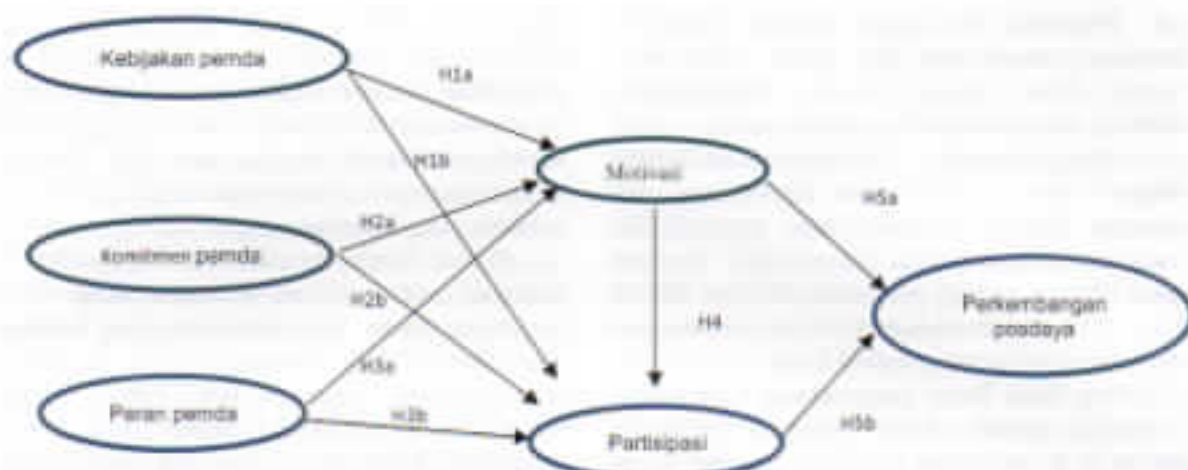 Kebijakan pemda
H1a
H1b
Motivasi
H2a
H5a
Komitmen pemda
H2b
Perkembangan
posdaya
H4
H3a
Peran pemda
H3b
Partisipasi
H5b